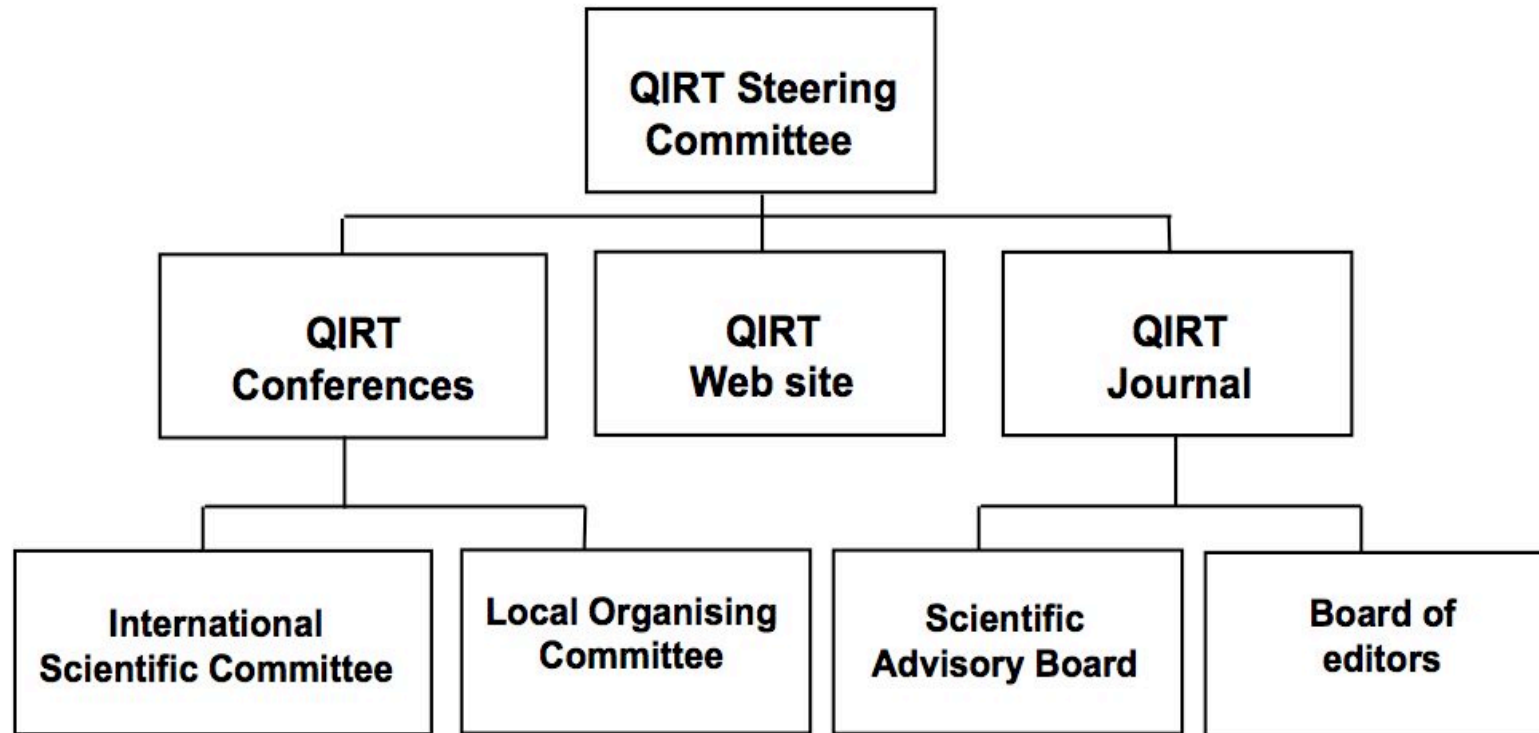 QIRT Steering
Committee
QIRT
Conferences
QIRT
Web site
QIRT
Journal
International
Scientific Committee
Local Organising
Committee
Scientific
Advisory Board
Board of
editors